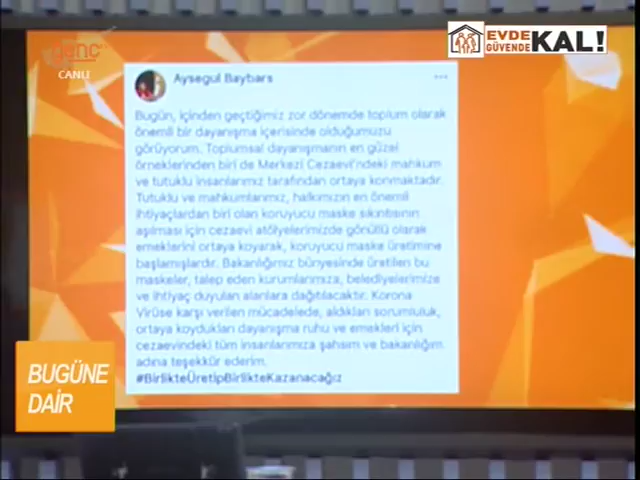 genç
CANLI
EVDE
GÜVENDE
KAL!
Aysegul Baybars
Bugün, içinden geçtiğimiz zor dönemde toplum olarak
önemli bir dayanışma içerisinde olduğumuzu
görüyorum. Toplumsal dayanışmanın en güzel
örneklerinden biri de Merkezi Cezaevi'ndeki mahkum
ve tutuklu insanlarımız tarafından ortaya konmaktadır.
Tutuklu ve mahkumlarımız, halkımızın en önemli
ihtiyaçlardan biri olan koruyucu maske sıkıntısının
aşılması için cezaevi atölyelerimizde gönüllü olarak
emeklerini ortaya koyarak, koruyucu maske üretimine
başlamışlardır. Bakanlığımız bünyesinde üretilen bu
maskeler, talep eden kurumlarımıza, belediyelerimize
ve ihtiyaç duyulan alanlara dağıtılacaktır. Korona
Virüse karşı verilen mücadelede, aldıkları sorumluluk,
ortaya koydukları dayanışma ruhu ve emekleri için
cezaevindeki tüm insanlarımıza şahsım ve bakanlığım
adına teşekkür ederim.
#BirlikteÜretipBirlikteKazanacağız
BUGÜNE
DAİR